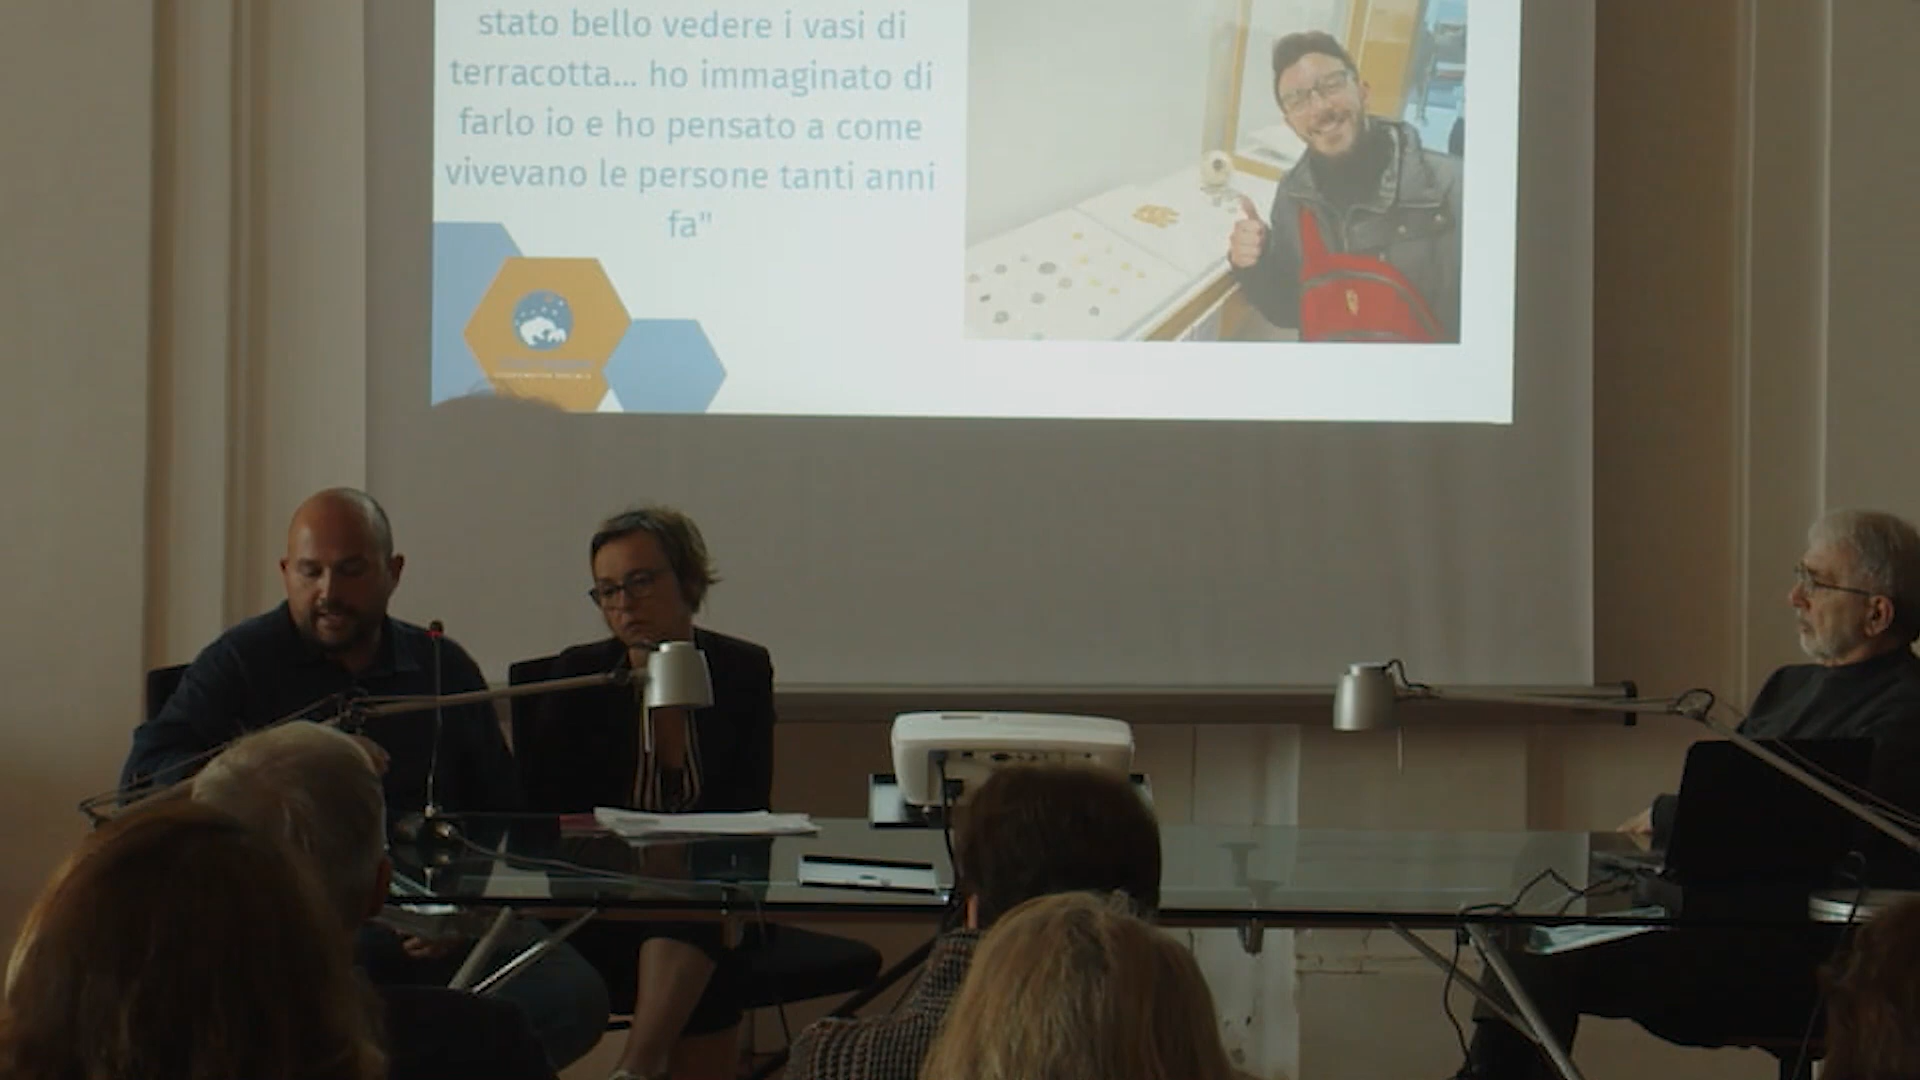 stato bello vedere i vasi di
terracotta... ho immaginato di
farlo io e ho pensato a come
vivevano le persone tanti anni
fa"